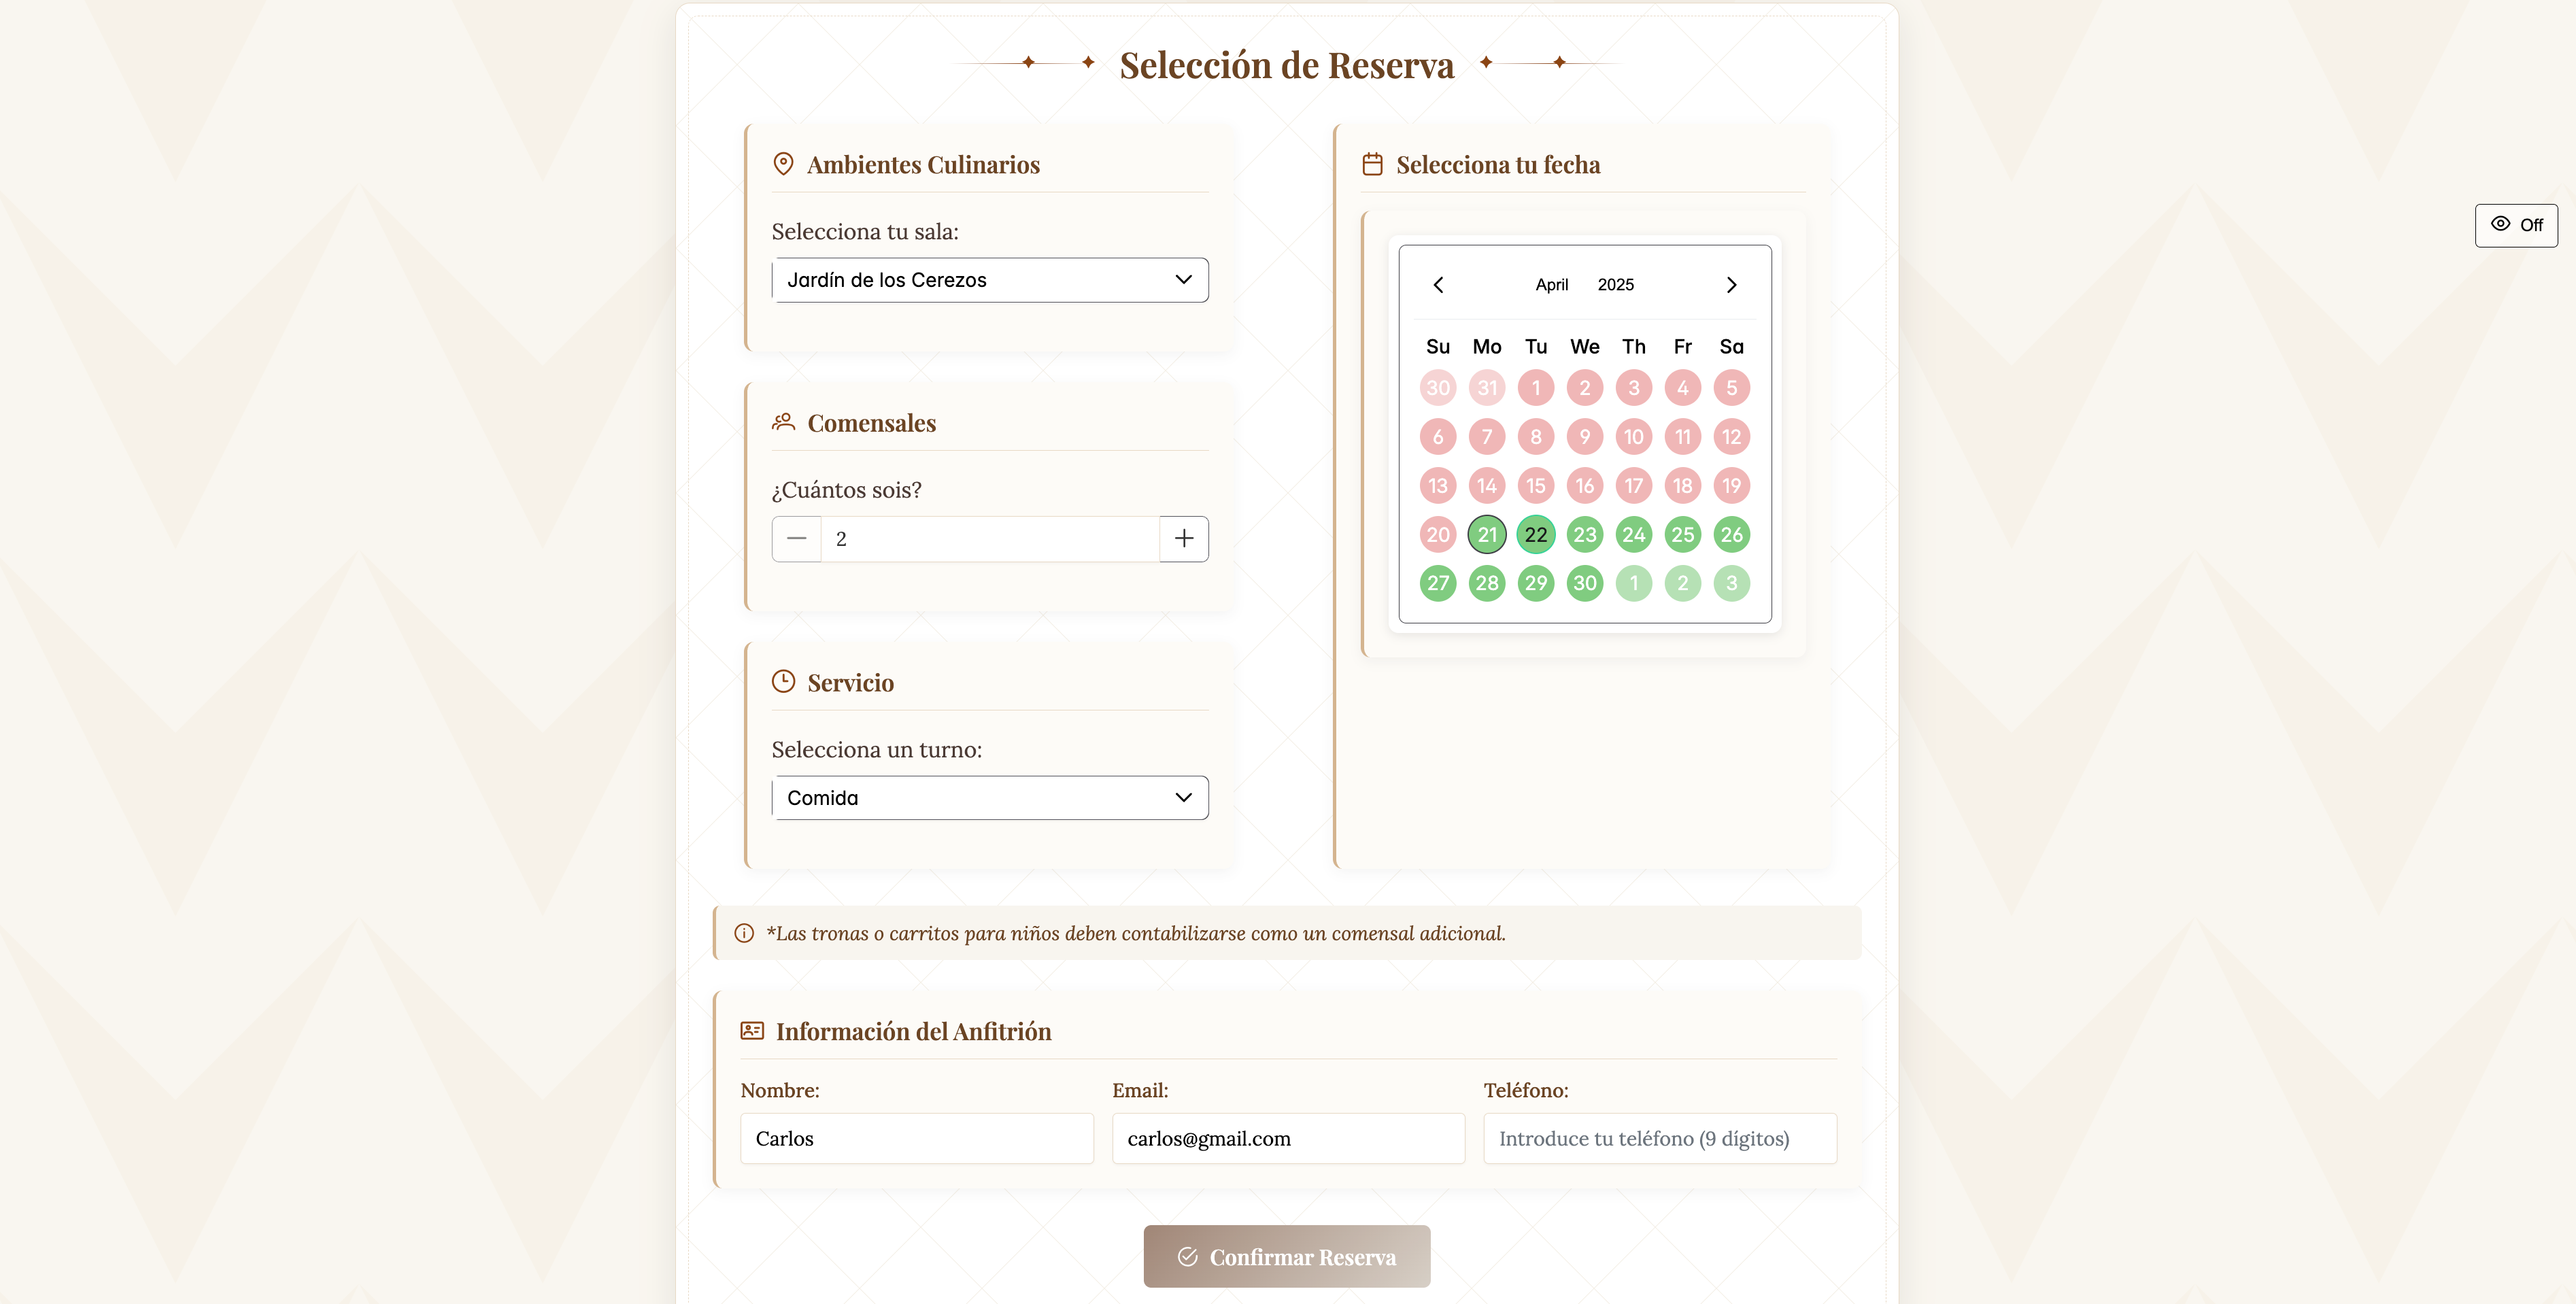 Selección de Reserva
Ambientes Culinarios
Selecciona tu sala:
Jardín de los Cerezos
Comensales
¿Cuántos sois?
2
Servicio
Selecciona un turno:
Comida
Selecciona tu fecha
April 2025
Su Mo Tu We Th Fr Sa
30 31 1 2 3 4 5
6 7 8 9 10 11 12
13 14 15 16 17 18 19
20 21 22 23 24 25 26
27 28 29 30 1 2 3
Off
*Las tronas o carritos para niños deben contabilizarse como un comensal adicional.
Información del Anfitrión
Nombre: Email: Teléfono:
Carlos carlos@gmail.com Introduce tu teléfono (9 dígitos)
Confirmar Reserva